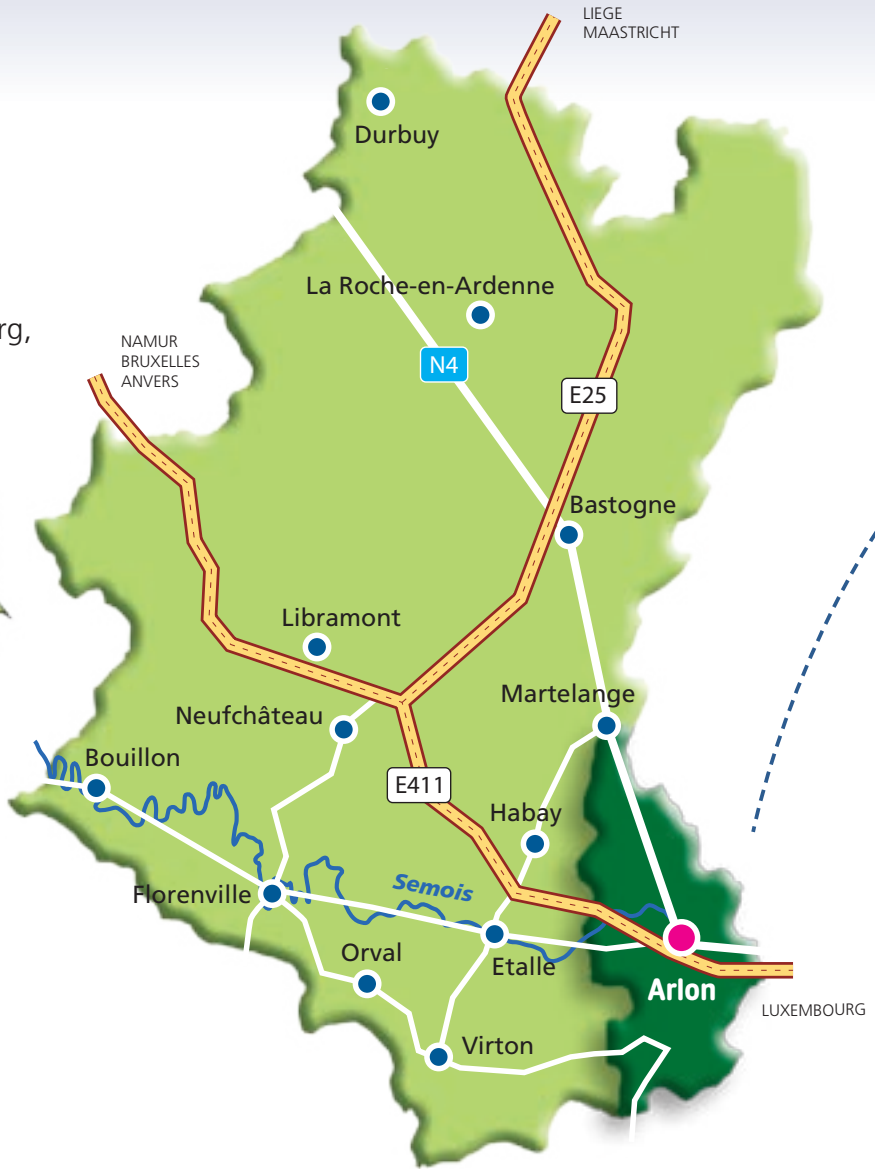 LIEGE
MAASTRICHT
Durbuy
La Roche-en-Ardenne
rg,
NAMUR
BRUXELLES
ANVERS
N4
E25
Bastogne
Libramont
Martelange
Neufchâteau
Bouillon
E411
Habay
Semois
Florenville
Orval
Etalle
Arlon
LUXEMBOURG
Virton